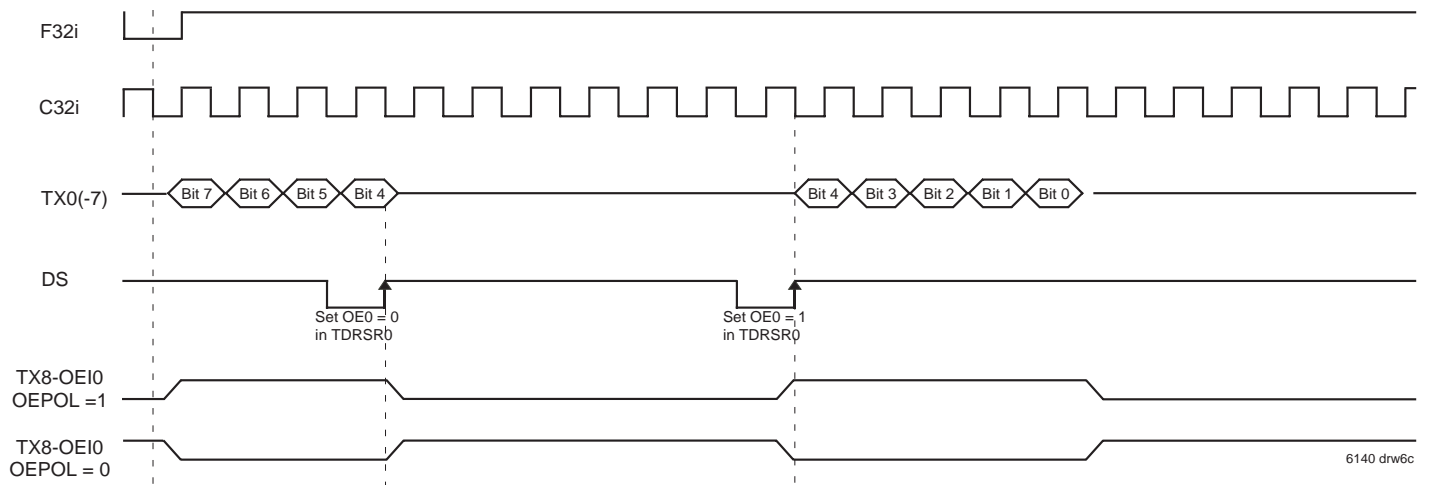 F32i
C32i
TX0(-7)
Bit 7 Bit 6 Bit 5 Bit 4 Bit 4 Bit 3 Bit 2 Bit 1 Bit 0
DS
Set OE0 = 0
in TDRSR0
Set OE0 = 1
in TDRSR0
TX8-OEI0
OEPOL =1
TX8-OEI0
OEPOL = 0
6140 drw6c